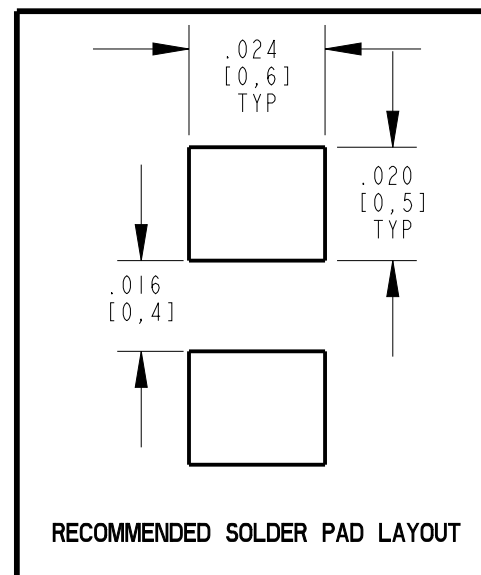 .024
[0,6]
TYP
.020
[0,5]
TYP
.016
[0,4]
RECOMMENDED SOLDER PAD LAYOUT